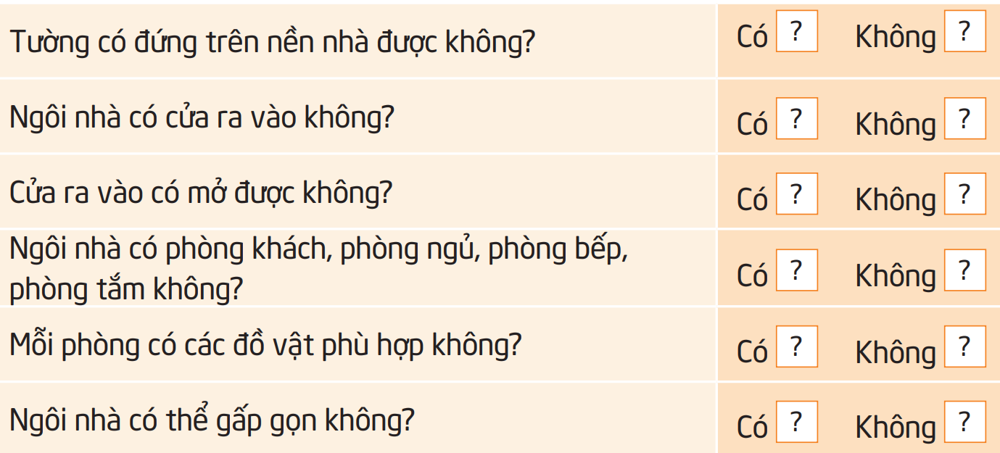 Tường có đứng trên nền nhà được không? Có ? Không ?
Ngôi nhà có cửa ra vào không? Có ? Không ?
Cửa ra vào có mở được không? Có ? Không ?
Ngôi nhà có phòng khách, phòng ngủ, phòng bếp,
phòng tắm không? Có ? Không ?
Mỗi phòng có các đồ vật phù hợp không? Có ? Không ?
Ngôi nhà có thể gấp gọn không? Có ? Không ?